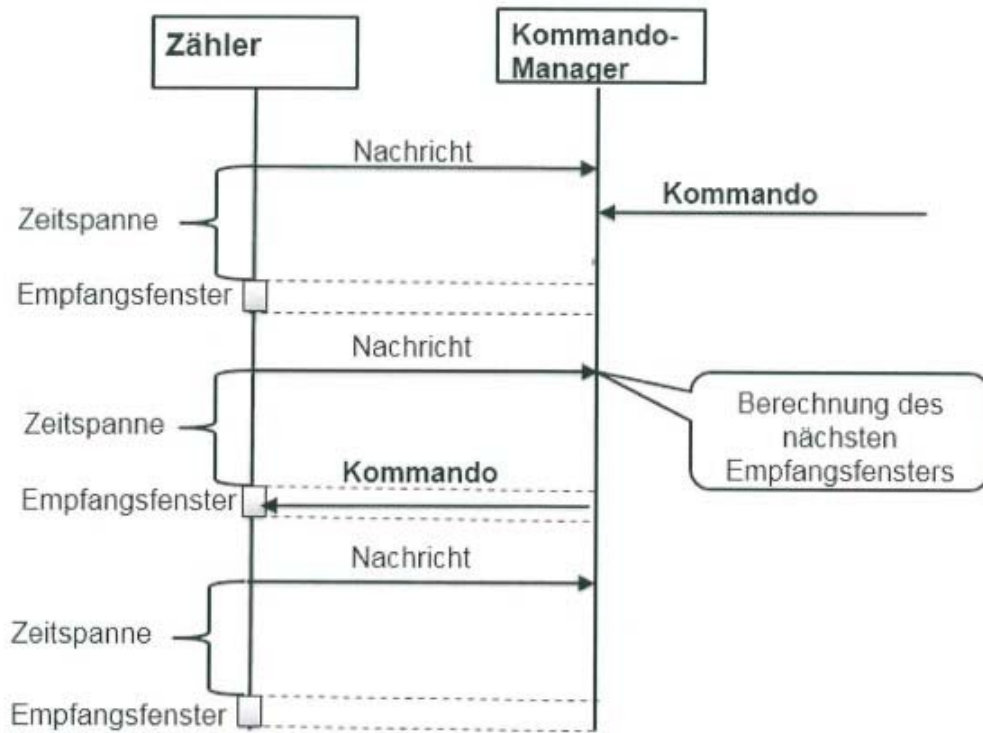 Zähler
Kommando-
Manager
Nachricht
Kommando
Zeitspanne
Empfangsfenster
Nachricht
Berechnung des
nächsten
Empfangsfensters
Zeitspanne
Kommando
Empfangsfenster
Nachricht
Zeitspanne
Empfangsfenster